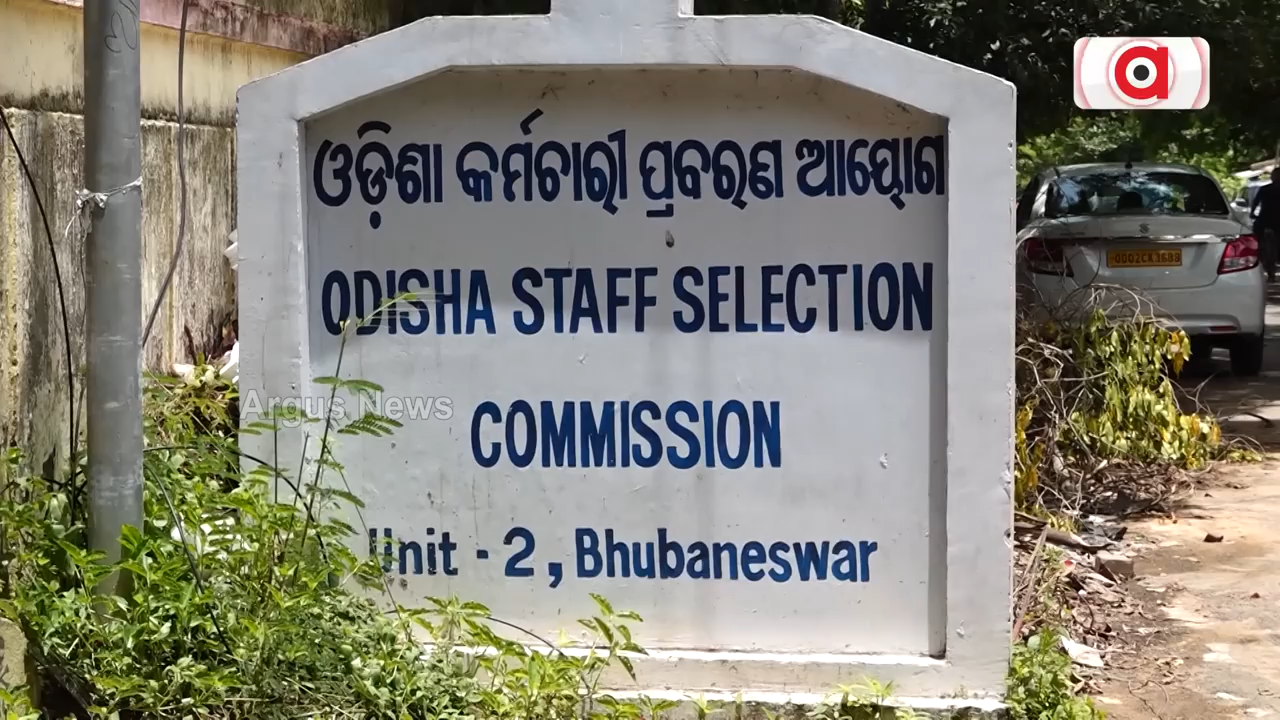 ଓଡ଼ିଶା କର୍ମଚାରୀ ପ୍ରବରଣ ଆୟୋଗ
ODISHA STAFF SELECTION
COMMISSION
Unit - 2, Bhubaneswar
Argus News
a